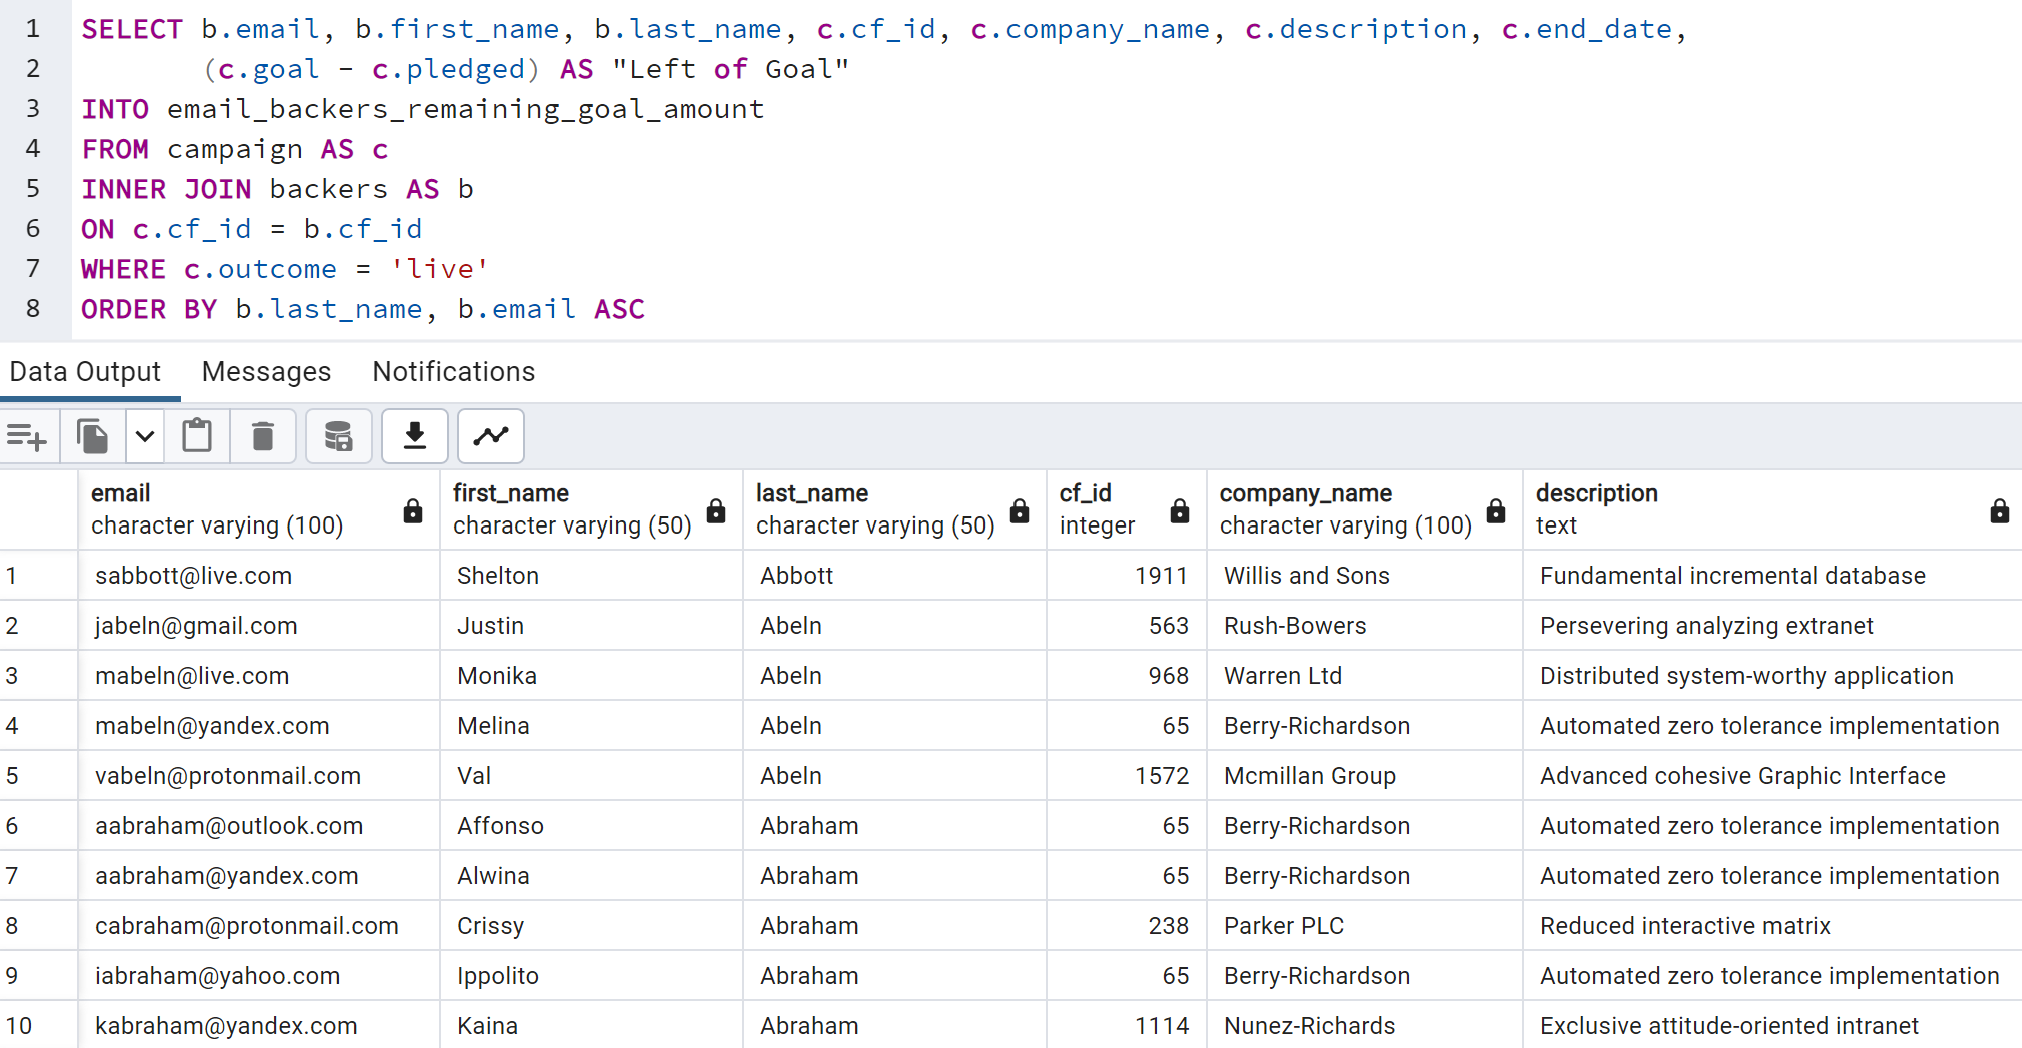 1 SELECT b.email, b.first_name, b.last_name, c.cf_id, c.company_name, c.description, c.end_date,
2 (c.goal - c.pledged) AS "Left of Goal"
3 INTO email_backers_remaining_goal_amount
4 FROM campaign AS c
5 INNER JOIN backers AS b
6 ON c.cf_id = b.cf_id
7 WHERE c.outcome = 'live'
8 ORDER BY b.last_name, b.email ASC
Data Output Messages Notifications
email first_name last_name cf_id company_name description
character varying (100) character varying (50) character varying (50) integer character varying (100) text
1 sabbott@live.com Shelton Abbott 1911 Willis and Sons Fundamental incremental database
2 jabeln@gmail.com Justin Abeln 563 Rush-Bowers Persevering analyzing extranet
3 mabeln@live.com Monika Abeln 968 Warren Ltd Distributed system-worthy application
4 mabeln@yandex.com Melina Abeln 65 Berry-Richardson Automated zero tolerance implementation
5 vabeln@protonmail.com Val Abeln 1572 Mcmillan Group Advanced cohesive Graphic Interface
6 aabraham@outlook.com Affonso Abraham 65 Berry-Richardson Automated zero tolerance implementation
7 aabraham@yandex.com Alwina Abraham 65 Berry-Richardson Automated zero tolerance implementation
8 cabraham@protonmail.com Crissy Abraham 238 Parker PLC Reduced interactive matrix
9 iabraham@yahoo.com Ippolito Abraham 65 Berry-Richardson Automated zero tolerance implementation
10 kabraham@yandex.com Kaina Abraham 1114 Nunez-Richards Exclusive attitude-oriented intranet